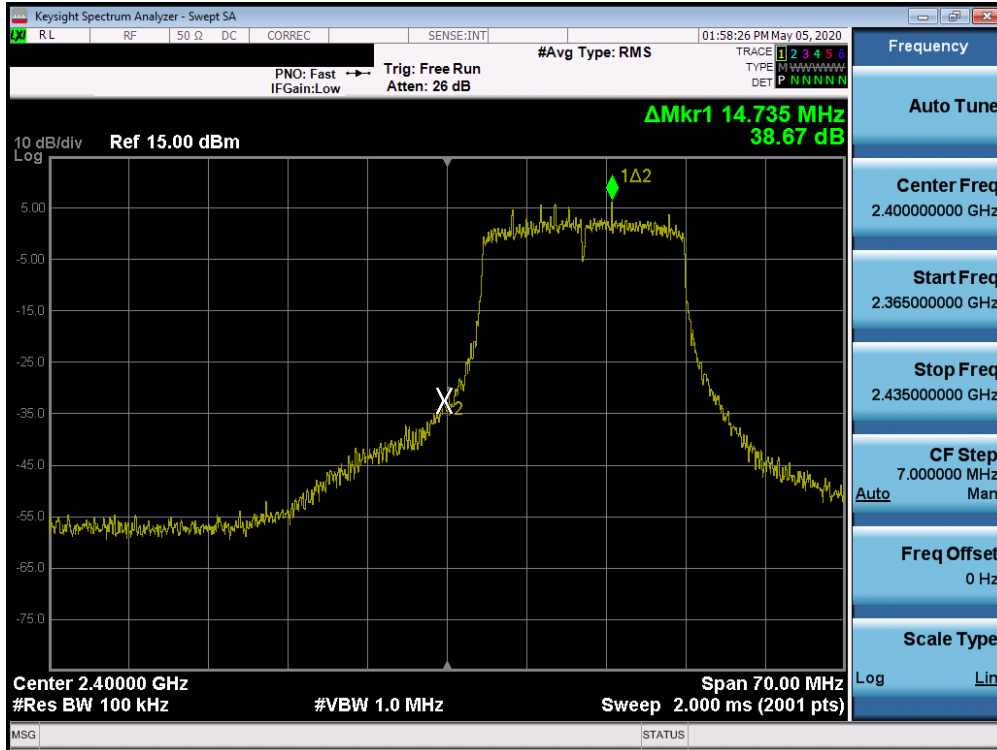 Keysight Spectrum Analyzer - Swept SA
LXI RL RF 50 Ω DC CORREC SENSE:INT 01:58:26 PM May 05, 2020
#Avg Type: RMS TRACE 1 2 3 4 5 6
PNO: Fast Trig: Free Run TYPE M WWWWW
IFGain:Low Atten: 26 dB DET P N N N N N
ΔMkr1 14.735 MHz
38.67 dB
10 dB/div Ref 15.00 dBm
Log
1Δ2
5.00
-5.00
-15.0
-25.0
-35.0
2
-45.0
-55.0
-65.0
-75.0
Center 2.40000 GHz Span 70.00 MHz
#Res BW 100 kHz #VBW 1.0 MHz Sweep 2.000 ms (2001 pts)
MSG STATUS
Frequency
Auto Tune
Center Freq
2.400000000 GHz
Start Freq
2.365000000 GHz
Stop Freq
2.435000000 GHz
CF Step
7.000000 MHz
Auto Man
Freq Offset
0 Hz
Scale Type
Log Lin